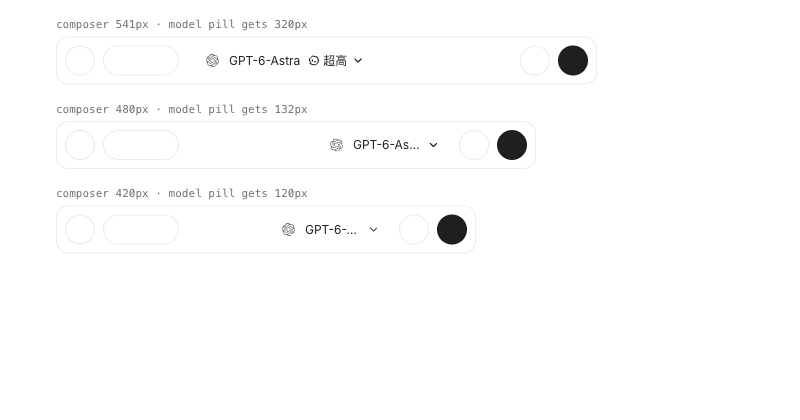 composer 541px · model pill gets 320px
GPT-6-Astra 超高
composer 480px · model pill gets 132px
GPT-6-As...
composer 420px · model pill gets 120px
GPT-6-...